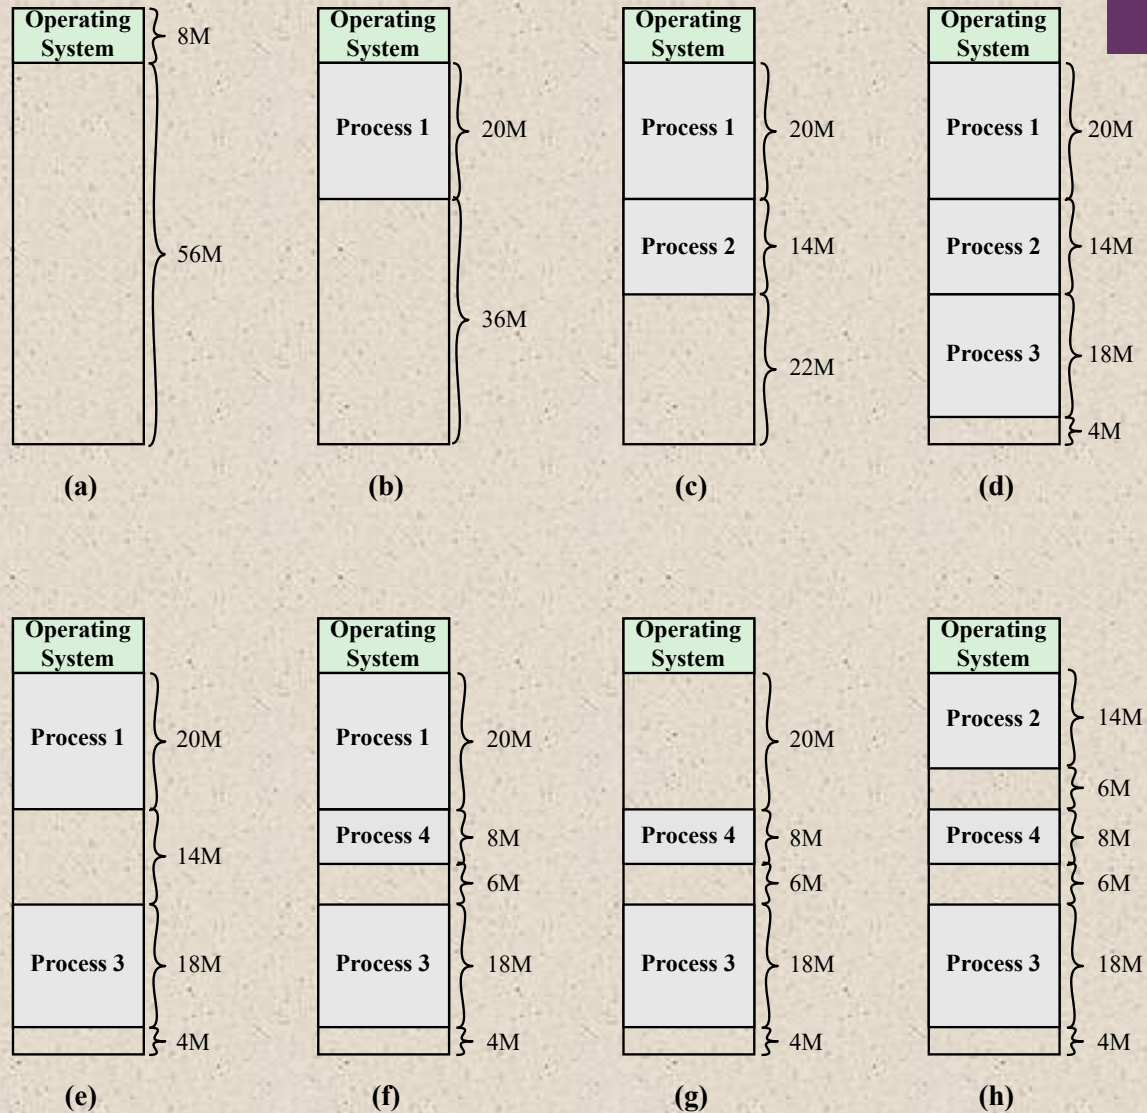 Operating
System
8M
56M
(a)
Operating
System
Process 1
20M
36M
(b)
Operating
System
Process 1
20M
Process 2
14M
22M
(c)
Operating
System
Process 1
20M
Process 2
14M
Process 3
18M
4M
(d)
Operating
System
Process 1
20M
14M
Process 3
18M
4M
(e)
Operating
System
Process 1
20M
Process 4
8M
6M
Process 3
18M
4M
(f)
Operating
System
20M
Process 4
8M
6M
Process 3
18M
4M
(g)
Operating
System
Process 2
14M
6M
Process 4
8M
6M
Process 3
18M
4M
(h)